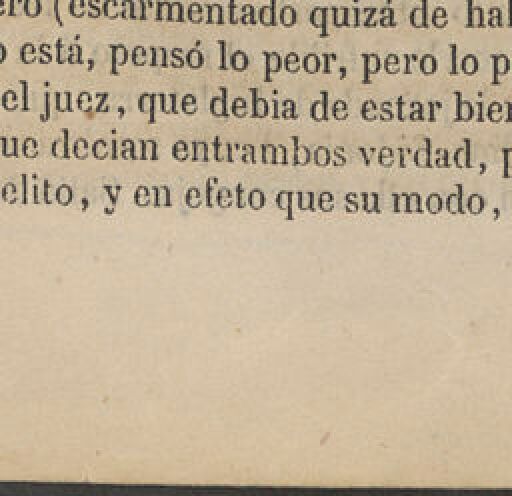 ero (escarmentado quizá de hal
o está, pensó lo peor, pero lo p
el juez, que debia de estar bien
ue decian entrambos verdad, p
elito, y en efeto que su modo,